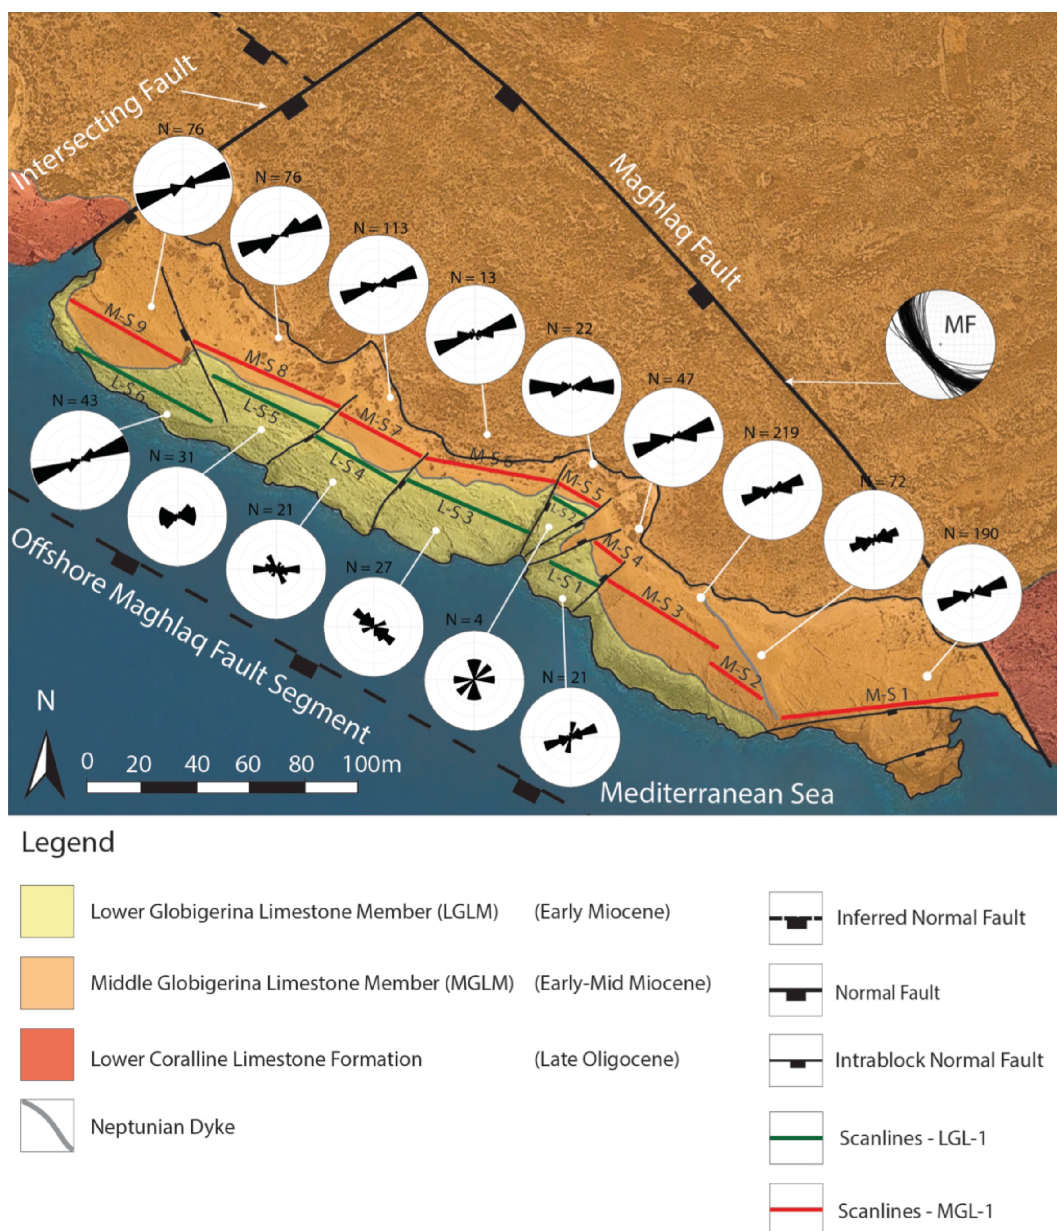 Intersecting Fault
N = 76
N = 76
N = 113
N = 13
N = 22
N = 47
N = 219
N = 72
N = 190
Maghlaq Fault
MF
M-S 9
M-S 8
M-S 7
M-S 6
M-S 5
M-S 4
M-S 3
M-S 2
M-S 1
L-S 6
L-S 5
L-S 4
L-S 3
L-S 2
L-S 1
N = 43
N = 31
N = 21
N = 27
N = 4
N = 21
Offshore Maghlaq Fault Segment
N
0 20 40 60 80 100m
Mediterranean Sea
Legend
Lower Globigerina Limestone Member (LGLM) (Early Miocene)
Middle Globigerina Limestone Member (MGLM) (Early-Mid Miocene)
Lower Coralline Limestone Formation (Late Oligocene)
Neptunian Dyke
Inferred Normal Fault
Normal Fault
Intrablock Normal Fault
Scanlines - LGL-1
Scanlines - MGL-1